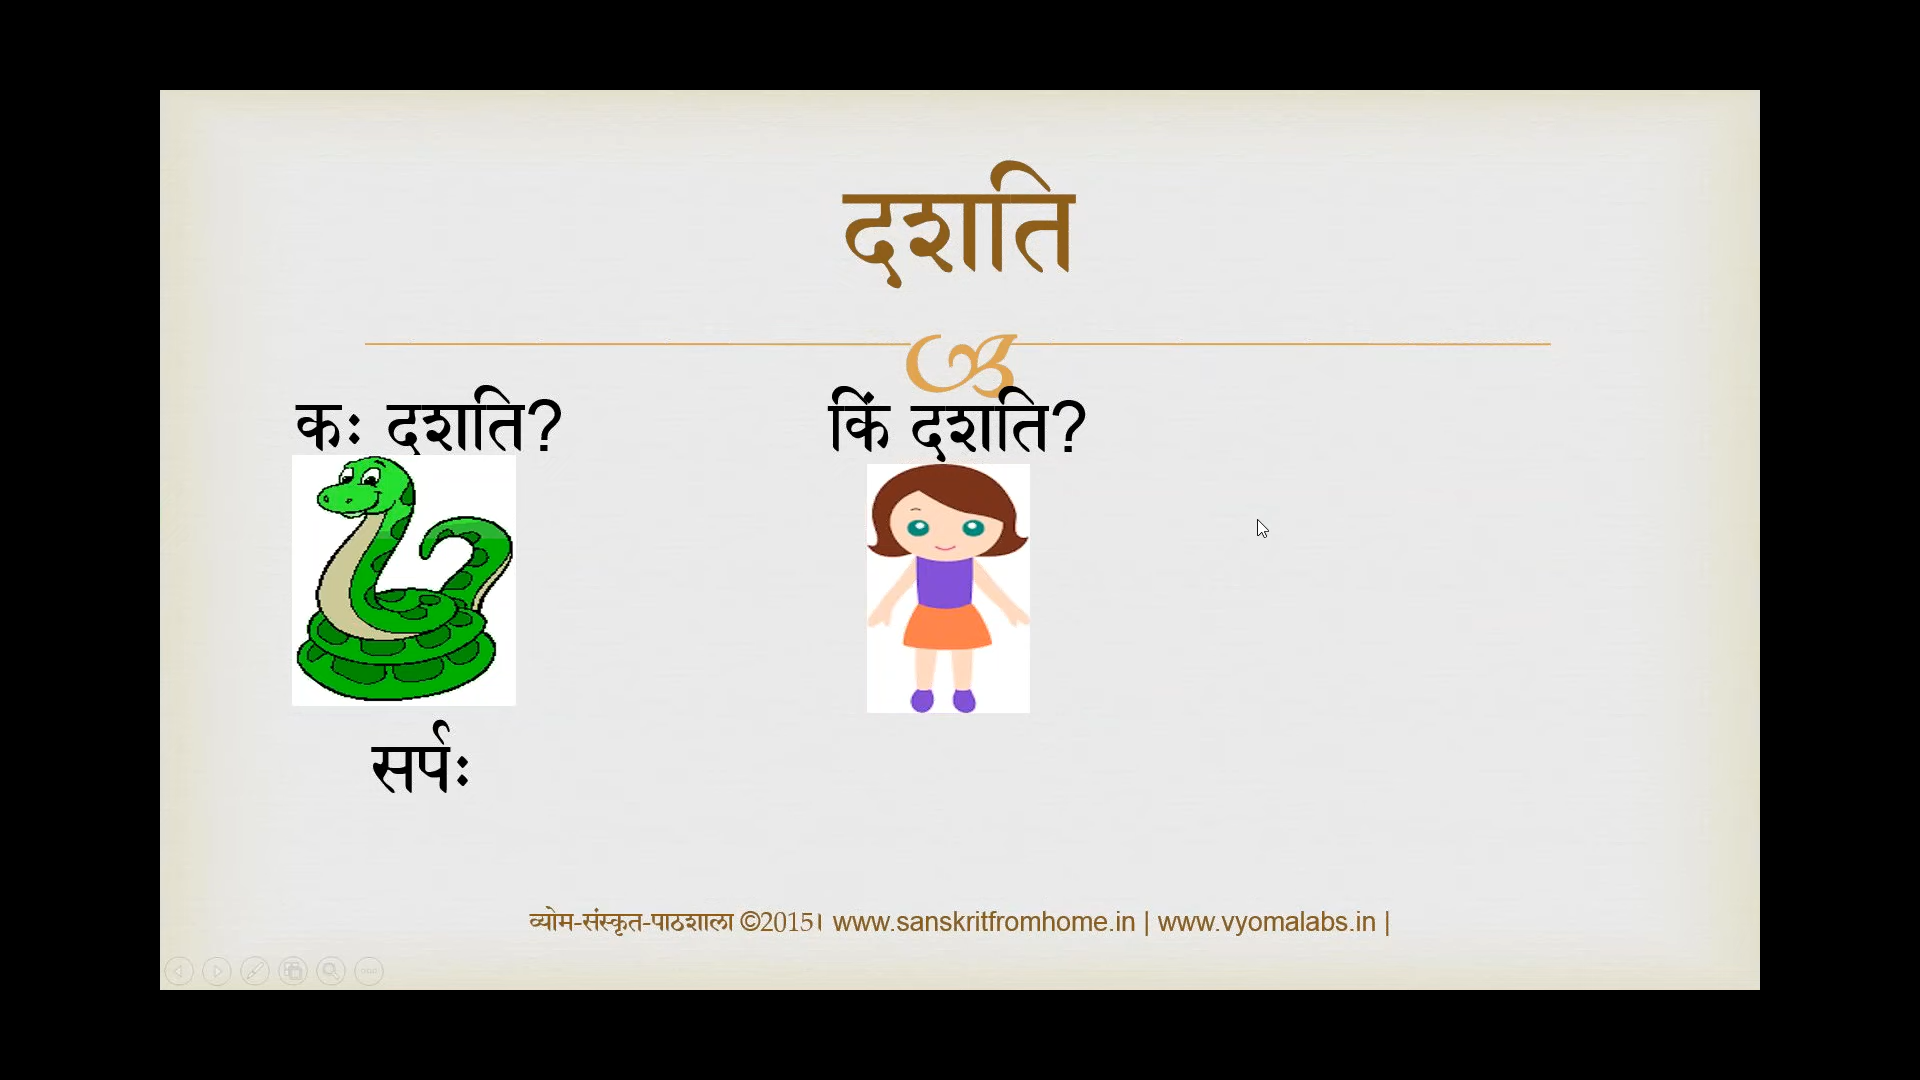 दशति
कः दशति?
किं दशति?
सर्पः
व्योम-संस्कृत-पाठशाला ©2015। www.sanskritfromhome.in | www.vyomalabs.in |